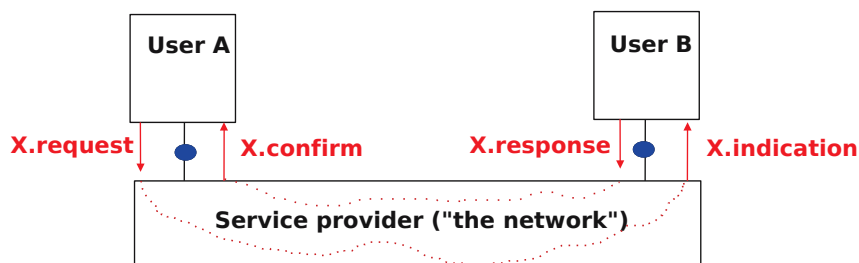 User A
User B
X.request
X.confirm
X.response
X.indication
Service provider ("the network")